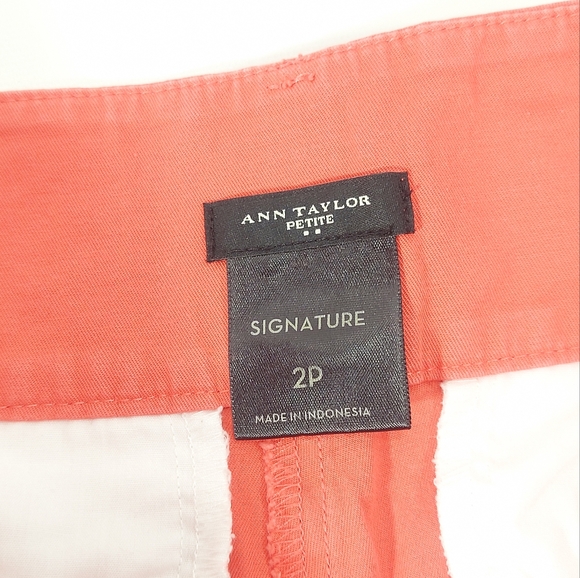 ANN TAYLOR
PETITE
SIGNATURE
2P
MADE IN INDONESIA